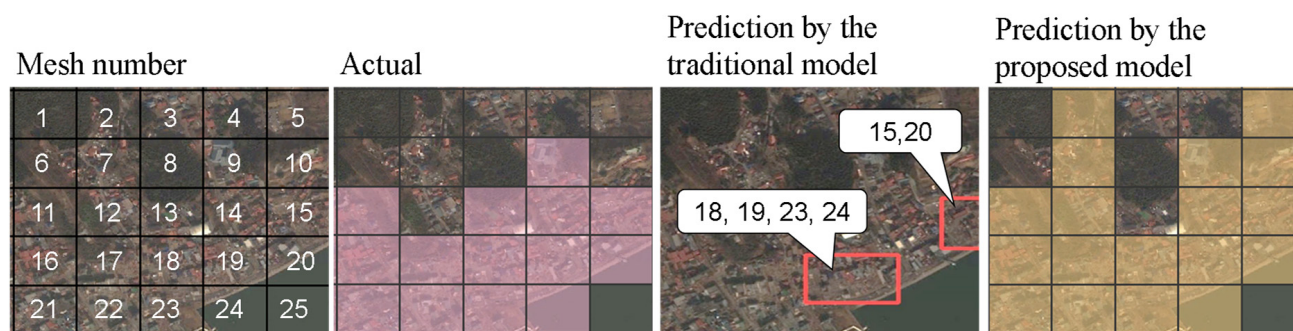 Mesh number
Actual
Prediction by the
traditional model
Prediction by the
proposed model
1 2 3 4 5
6 7 8 9 10
11 12 13 14 15
16 17 18 19 20
21 22 23 24 25
15,20
18, 19, 23, 24